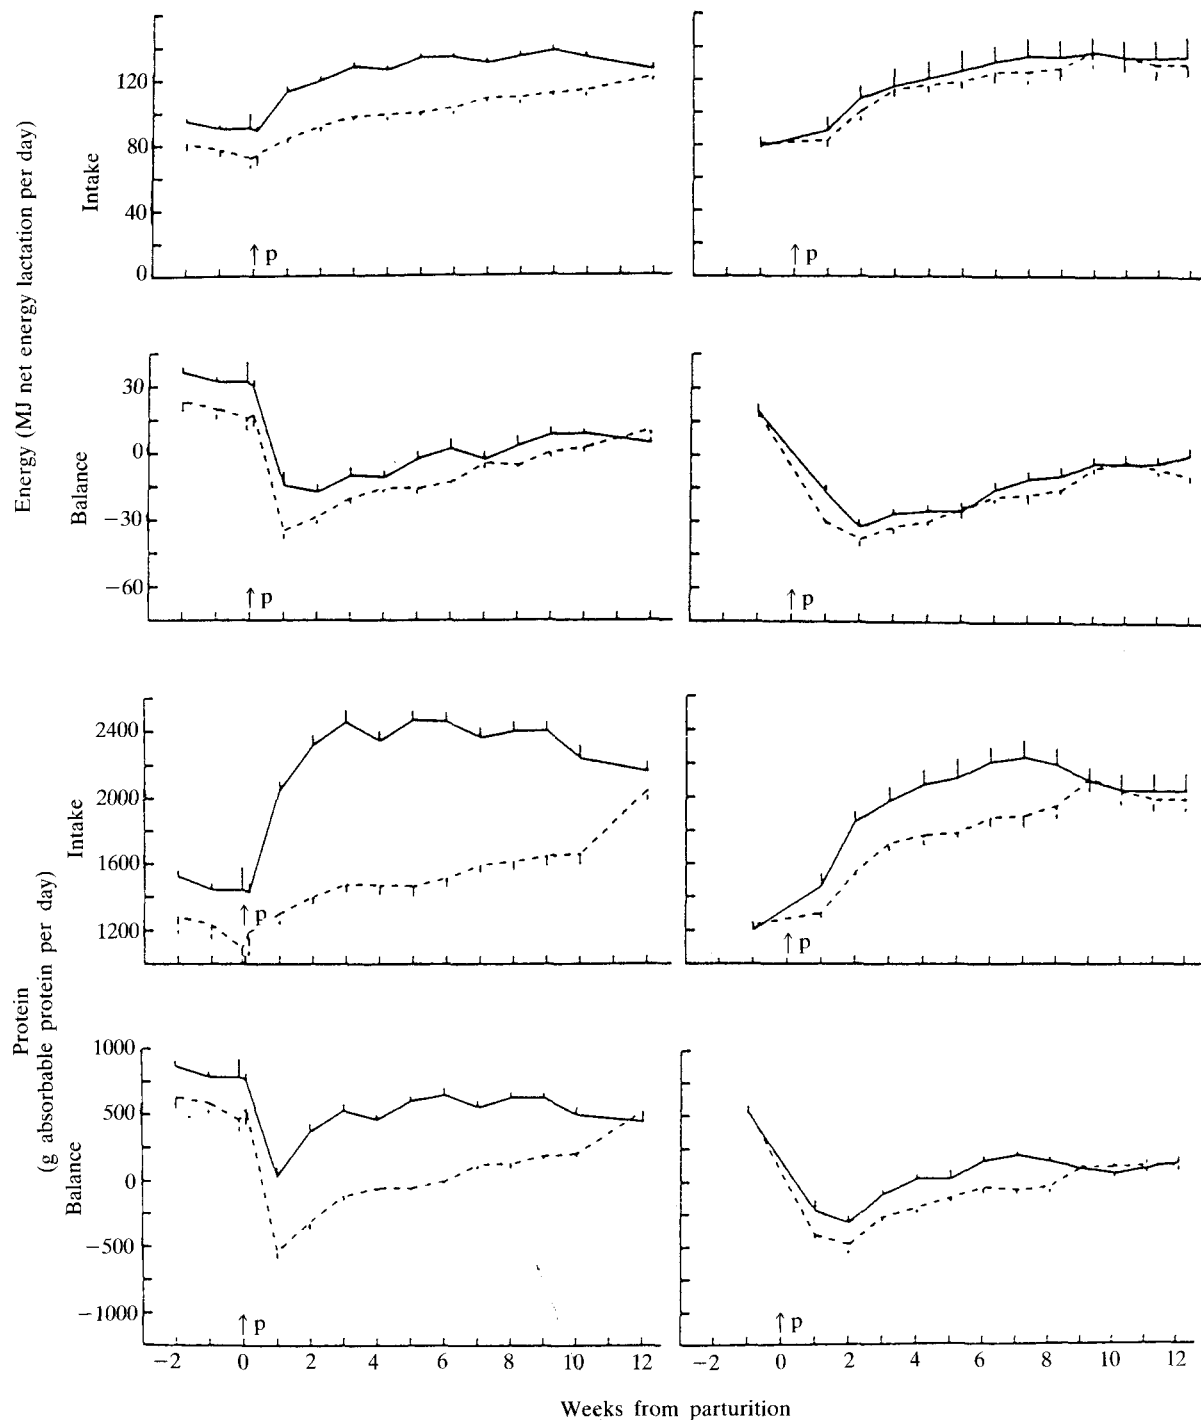 Energy (MJ net energy lactation per day)
Intake
120
80
40
0
↑ p
↑ p
Balance
30
0
−30
−60
↑ p
↑ p
Protein
(g absorbable protein per day)
Intake
2400
2000
1600
1200
↑ p
↑ p
Balance
1000
500
0
−500
−1000
↑ p
↑ p
−2 0 2 4 6 8 10 12
−2 0 2 4 6 8 10 12
Weeks from parturition